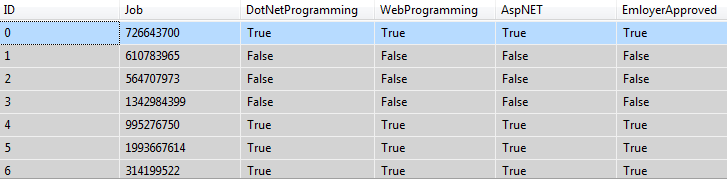 ID Job DotNetProgramming WebProgramming AspNET EmloyerApproved
0 726643700 True True True True
1 610783965 False False False False
2 564707973 False False False False
3 1342984399 False False False False
4 995276750 True True True True
5 1993667614 True True True True
6 314199522 True True True True